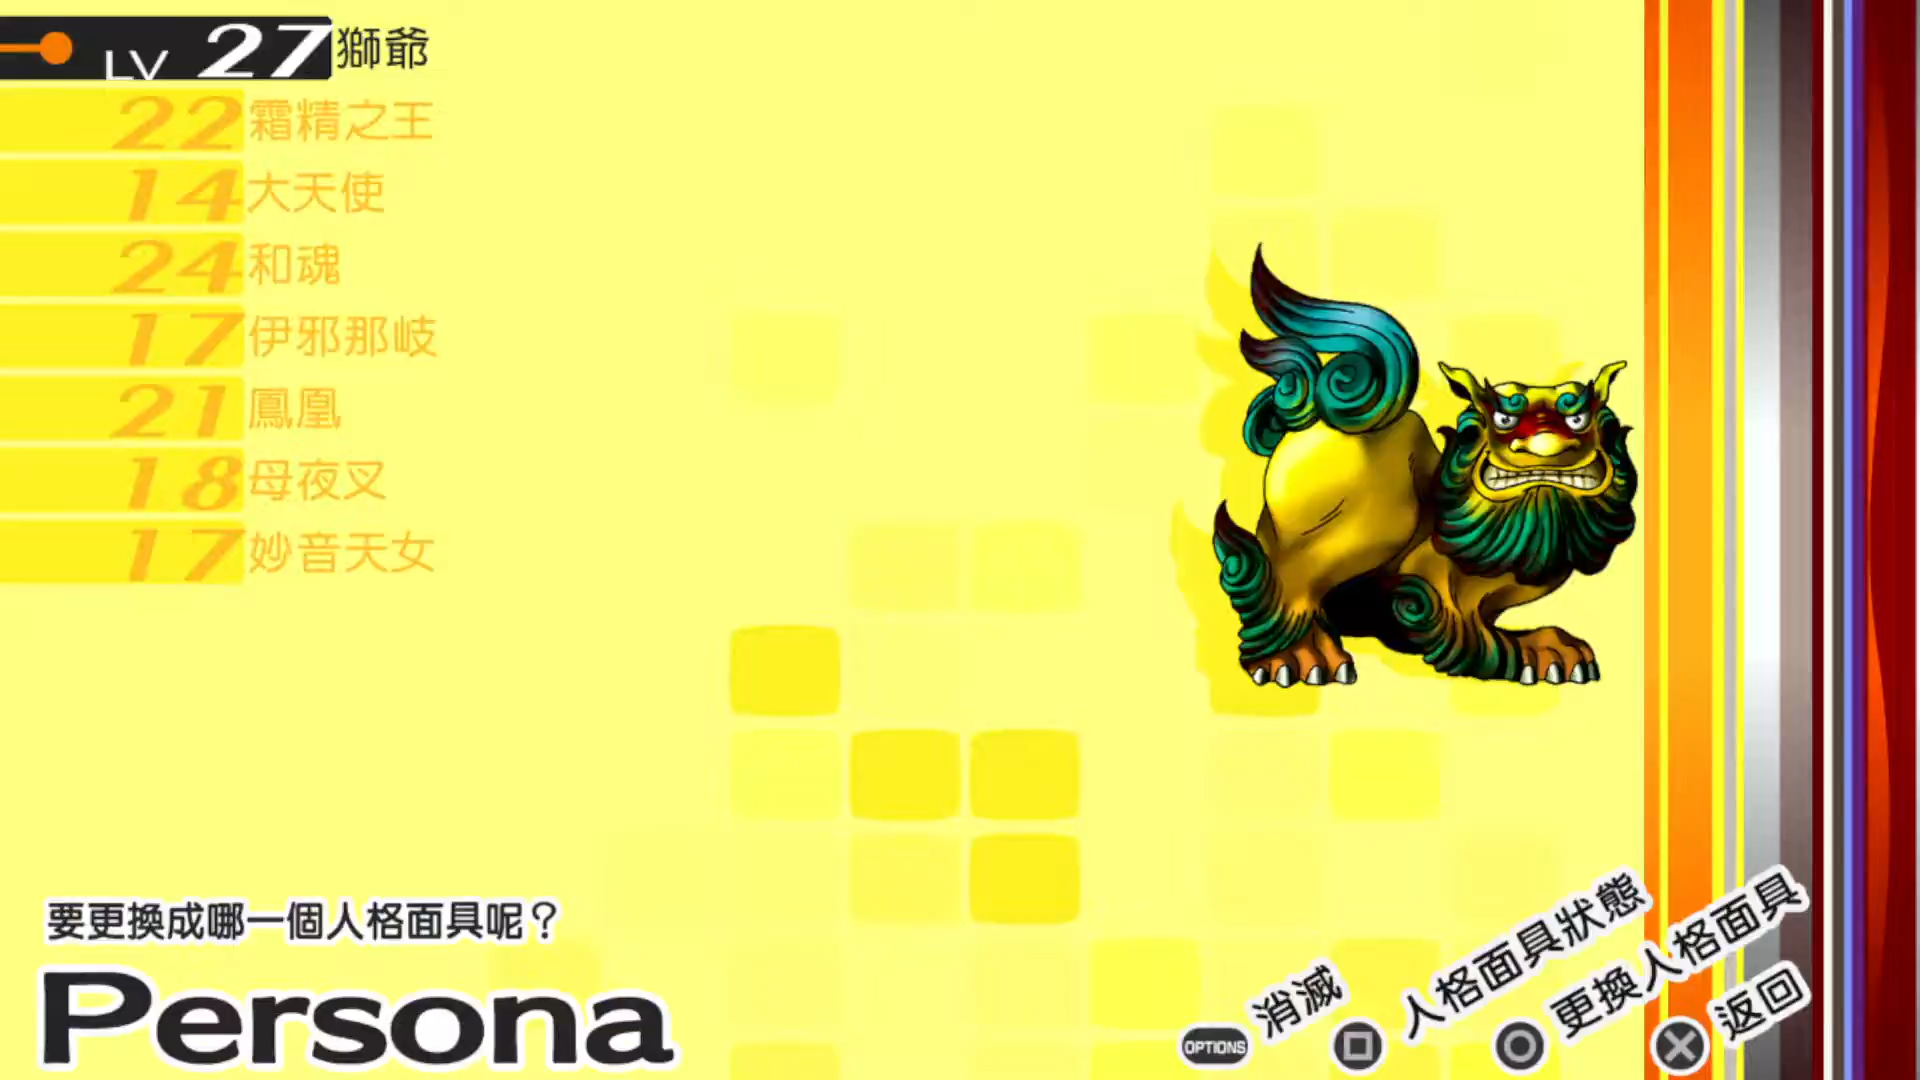 LV 27 獅爺
22 霜精之王
14 大天使
24 和魂
17 伊邪那岐
21 鳳凰
18 母夜叉
17 妙音天女
要更換成哪一個人格面具呢？
Persona
OPTIONS 消滅
人格面具狀態
更換人格面具
返回